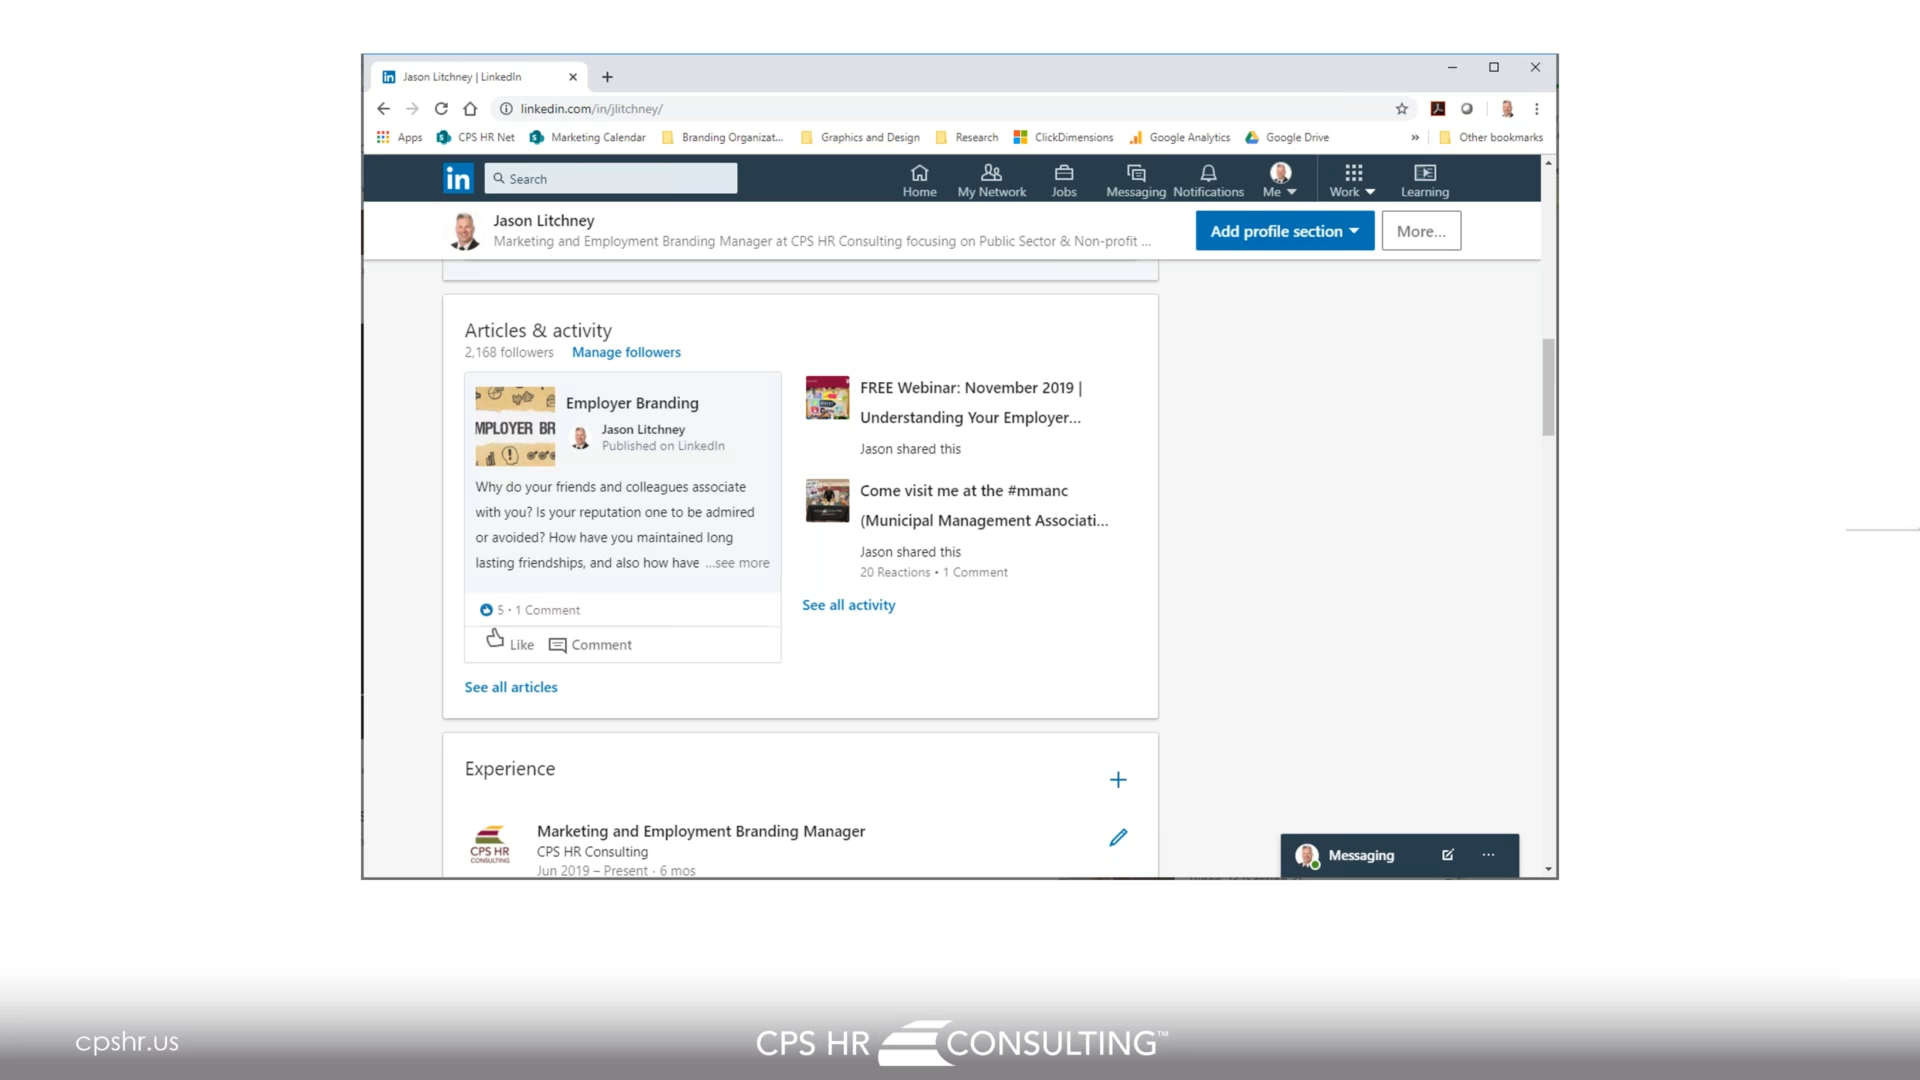 Jason Litchney | LinkedIn
linkedin.com/in/jlitchney/
Apps CPS HR Net Marketing Calendar Branding Organizat... Graphics and Design Research ClickDimensions Google Analytics Google Drive » Other bookmarks
in Search Home My Network Jobs Messaging Notifications Me Work Learning
Jason Litchney
Marketing and Employment Branding Manager at CPS HR Consulting focusing on Public Sector & Non-profit ...
Add profile section More...
Articles & activity
2,168 followers Manage followers
MPLOYER BR
Employer Branding
Jason Litchney
Published on LinkedIn
Why do your friends and colleagues associate
with you? Is your reputation one to be admired
or avoided? How have you maintained long
lasting friendships, and also how have ...see more
5 • 1 Comment
Like Comment
See all articles
FREE Webinar: November 2019 |
Understanding Your Employer...
Jason shared this
Come visit me at the #mmanc
(Municipal Management Associati...
Jason shared this
20 Reactions • 1 Comment
See all activity
Experience
CPS HR
CONSULTING
Marketing and Employment Branding Manager
CPS HR Consulting
Jun 2019 – Present · 6 mos
Messaging
cpshr.us
CPS HR CONSULTING™